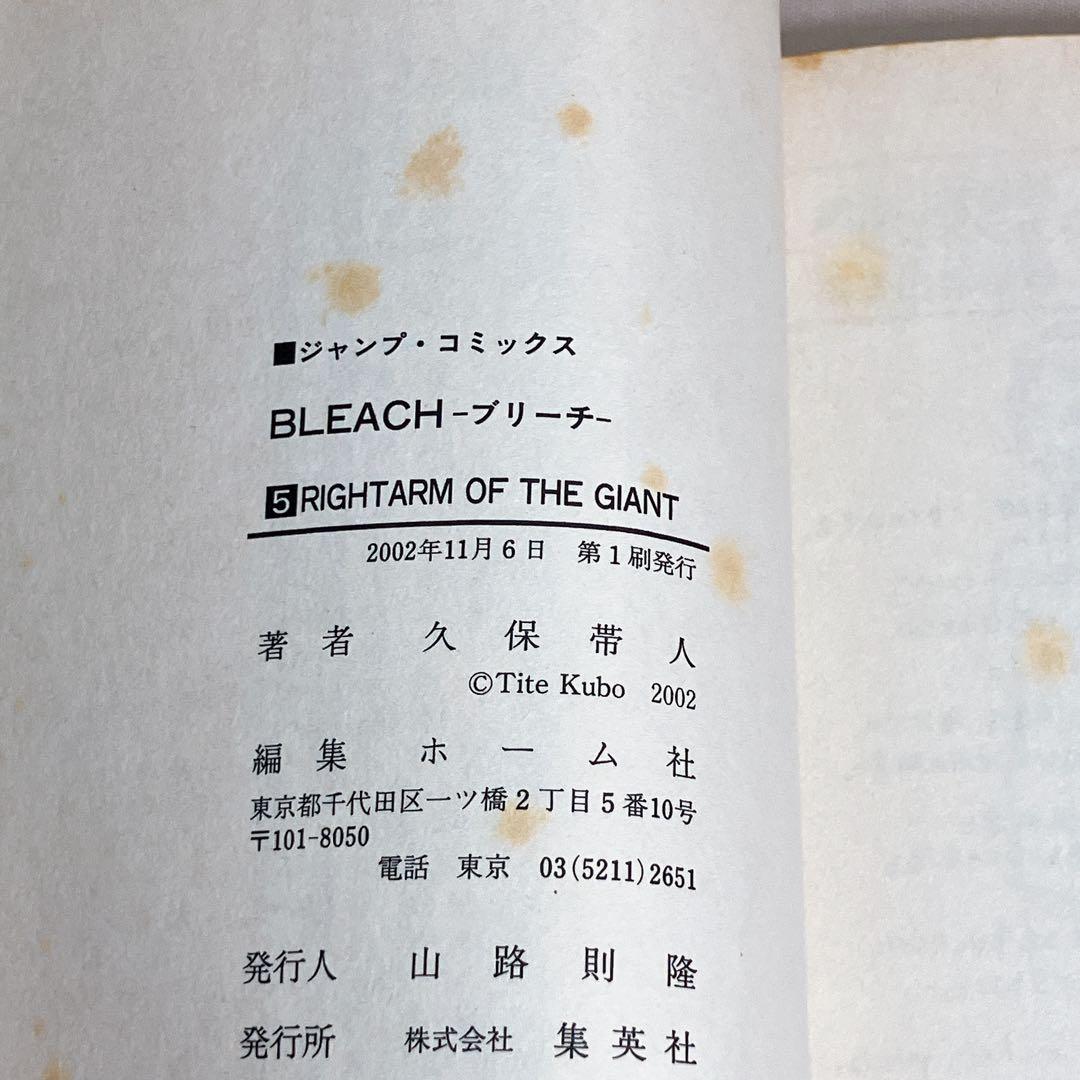 ■ジャンプ・コミックス
BLEACH-ブリーチ-
5 RIGHTARM OF THE GIANT
2002年11月6日 第1刷発行
著者 久保帯人
©Tite Kubo 2002
編集 ホーム社
東京都千代田区一ツ橋2丁目5番10号
〒101-8050
電話 東京 03(5211)2651
発行人 山路則隆
発行所 株式会社 集英社